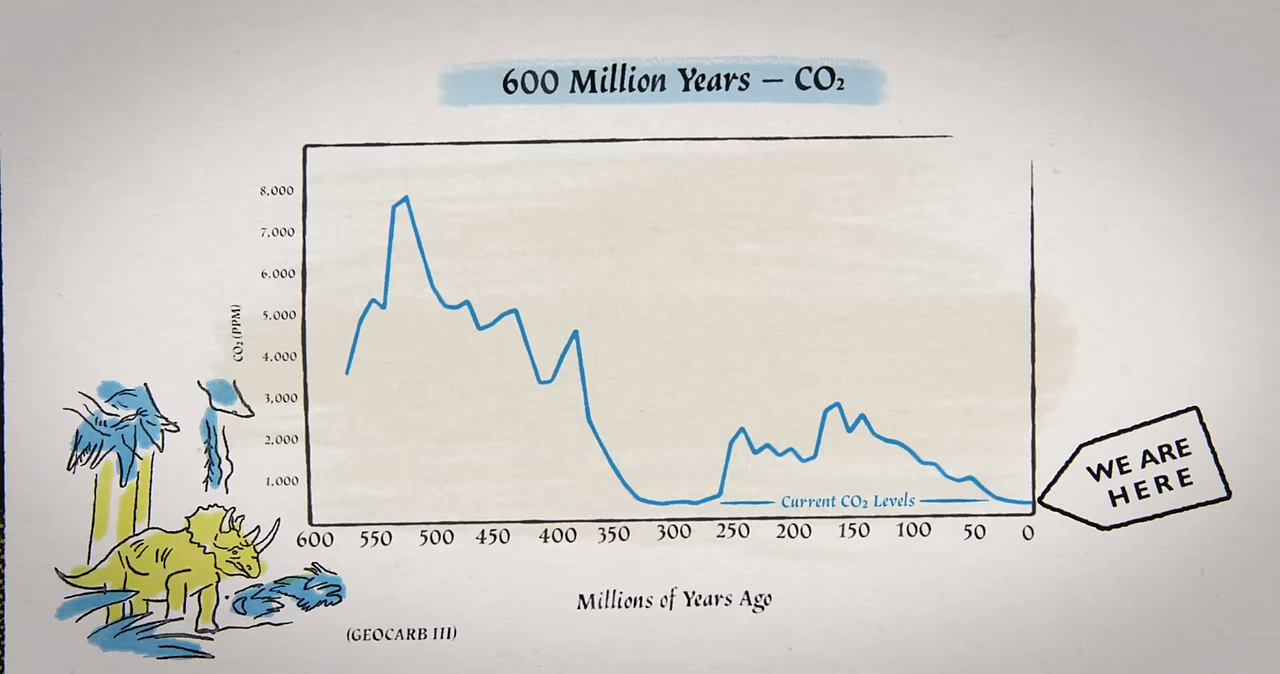 600 Million Years – CO₂
8,000
7,000
6,000
5,000
4,000
3,000
2,000
1,000
CO₂ (PPM)
Current CO₂ Levels
WE ARE
HERE
600 550 500 450 400 350 300 250 200 150 100 50 0
Millions of Years Ago
(GEOCARB III)